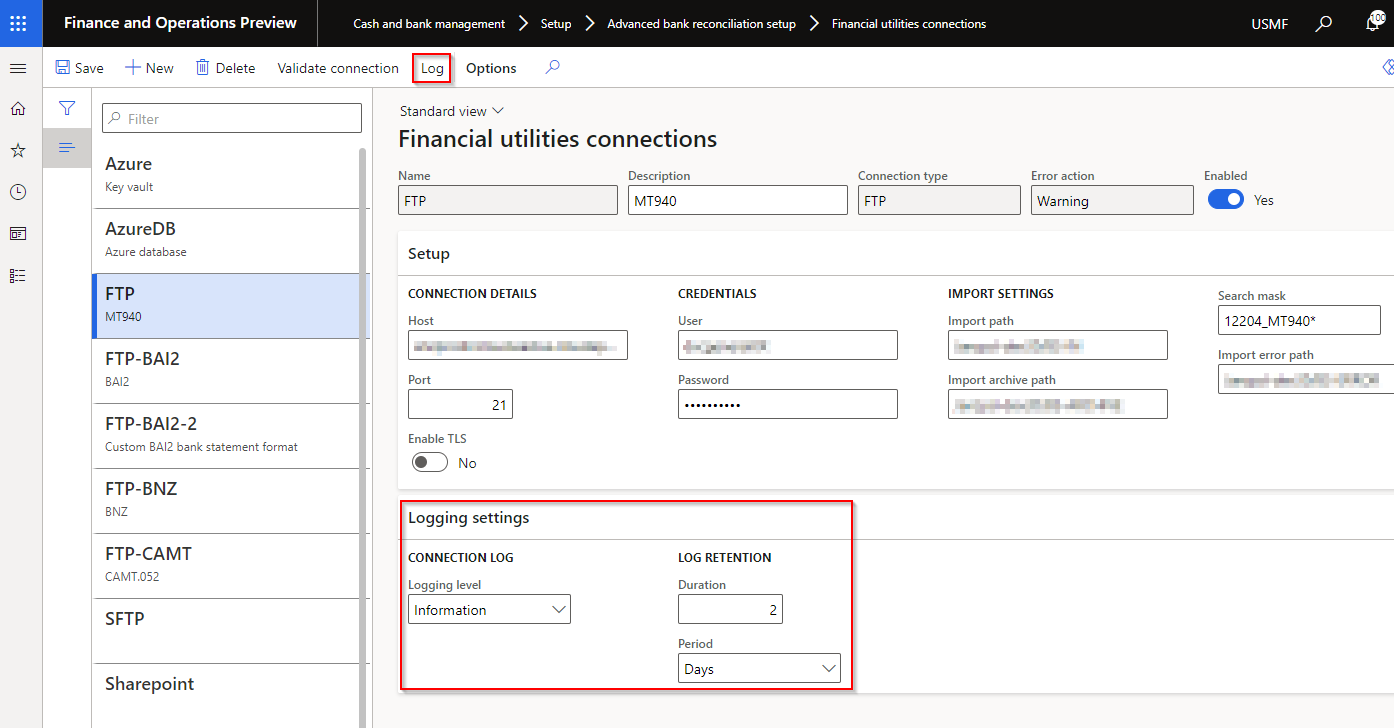 Finance and Operations Preview
Cash and bank management > Setup > Advanced bank reconciliation setup > Financial utilities connections
USMF
100
Save
New
Delete
Validate connection
Log
Options
Filter
Azure
Key vault
AzureDB
Azure database
FTP
MT940
FTP-BAI2
BAI2
FTP-BAI2-2
Custom BAI2 bank statement format
FTP-BNZ
BNZ
FTP-CAMT
CAMT.052
SFTP
Sharepoint
Standard view
Financial utilities connections
Name
Description
Connection type
Error action
Enabled
FTP
MT940
FTP
Warning
Yes
Setup
CONNECTION DETAILS
Host
Port
21
Enable TLS
No
CREDENTIALS
User
Password
••••••••••
IMPORT SETTINGS
Import path
Import archive path
Search mask
12204_MT940*
Import error path
Logging settings
CONNECTION LOG
Logging level
Information
LOG RETENTION
Duration
2
Period
Days